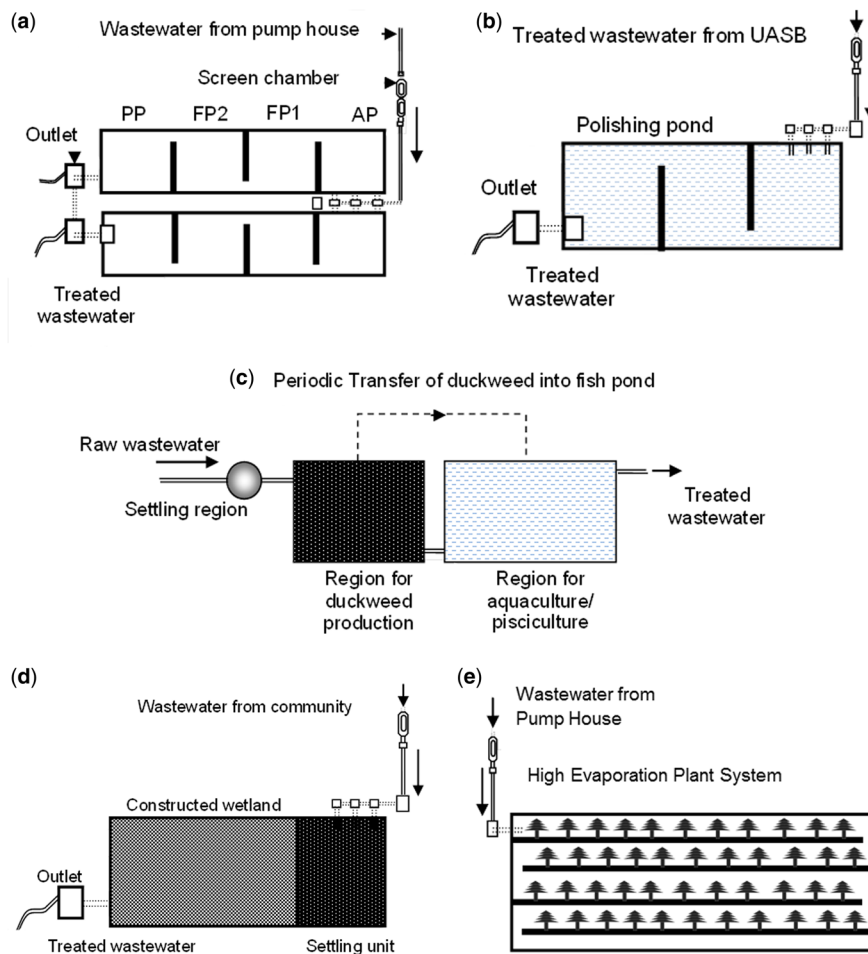 (a)
Wastewater from pump house
Screen chamber
PP FP2 FP1 AP
Outlet
Treated
wastewater
(b)
Treated wastewater from UASB
Polishing pond
Outlet
Treated
wastewater
(c) Periodic Transfer of duckweed into fish pond
Raw wastewater
Settling region
Treated
wastewater
Region for
duckweed
production
Region for
aquaculture/
pisciculture
(d)
Wastewater from community
Constructed wetland
Outlet
Treated wastewater
Settling unit
(e)
Wastewater from
Pump House
High Evaporation Plant System